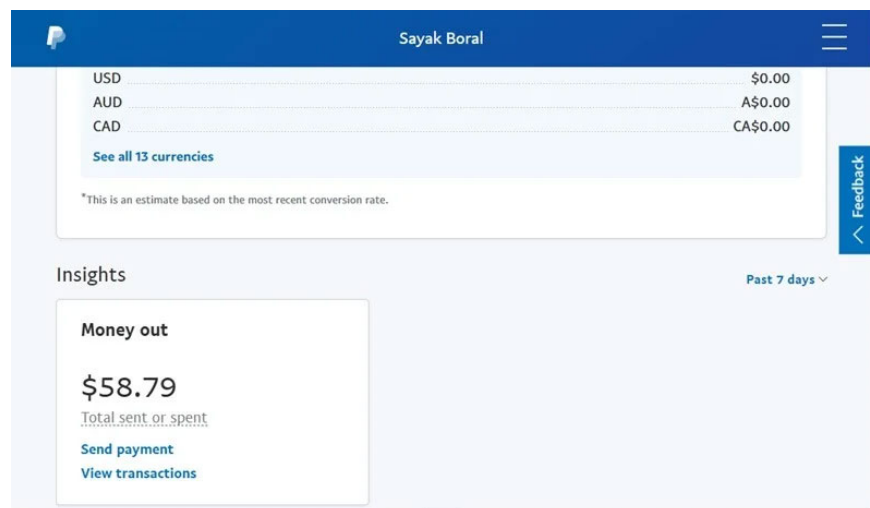 Sayak Boral
USD $0.00
AUD A$0.00
CAD CA$0.00
See all 13 currencies
*This is an estimate based on the most recent conversion rate.
Feedback
Insights
Past 7 days
Money out
$58.79
Total sent or spent
Send payment
View transactions